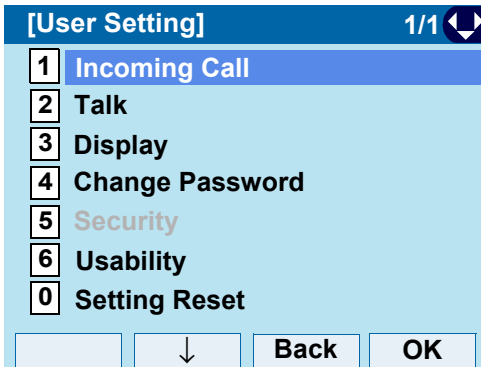 [User Setting] 1/1
1 Incoming Call
2 Talk
3 Display
4 Change Password
5 Security
6 Usability
0 Setting Reset
↓ Back OK